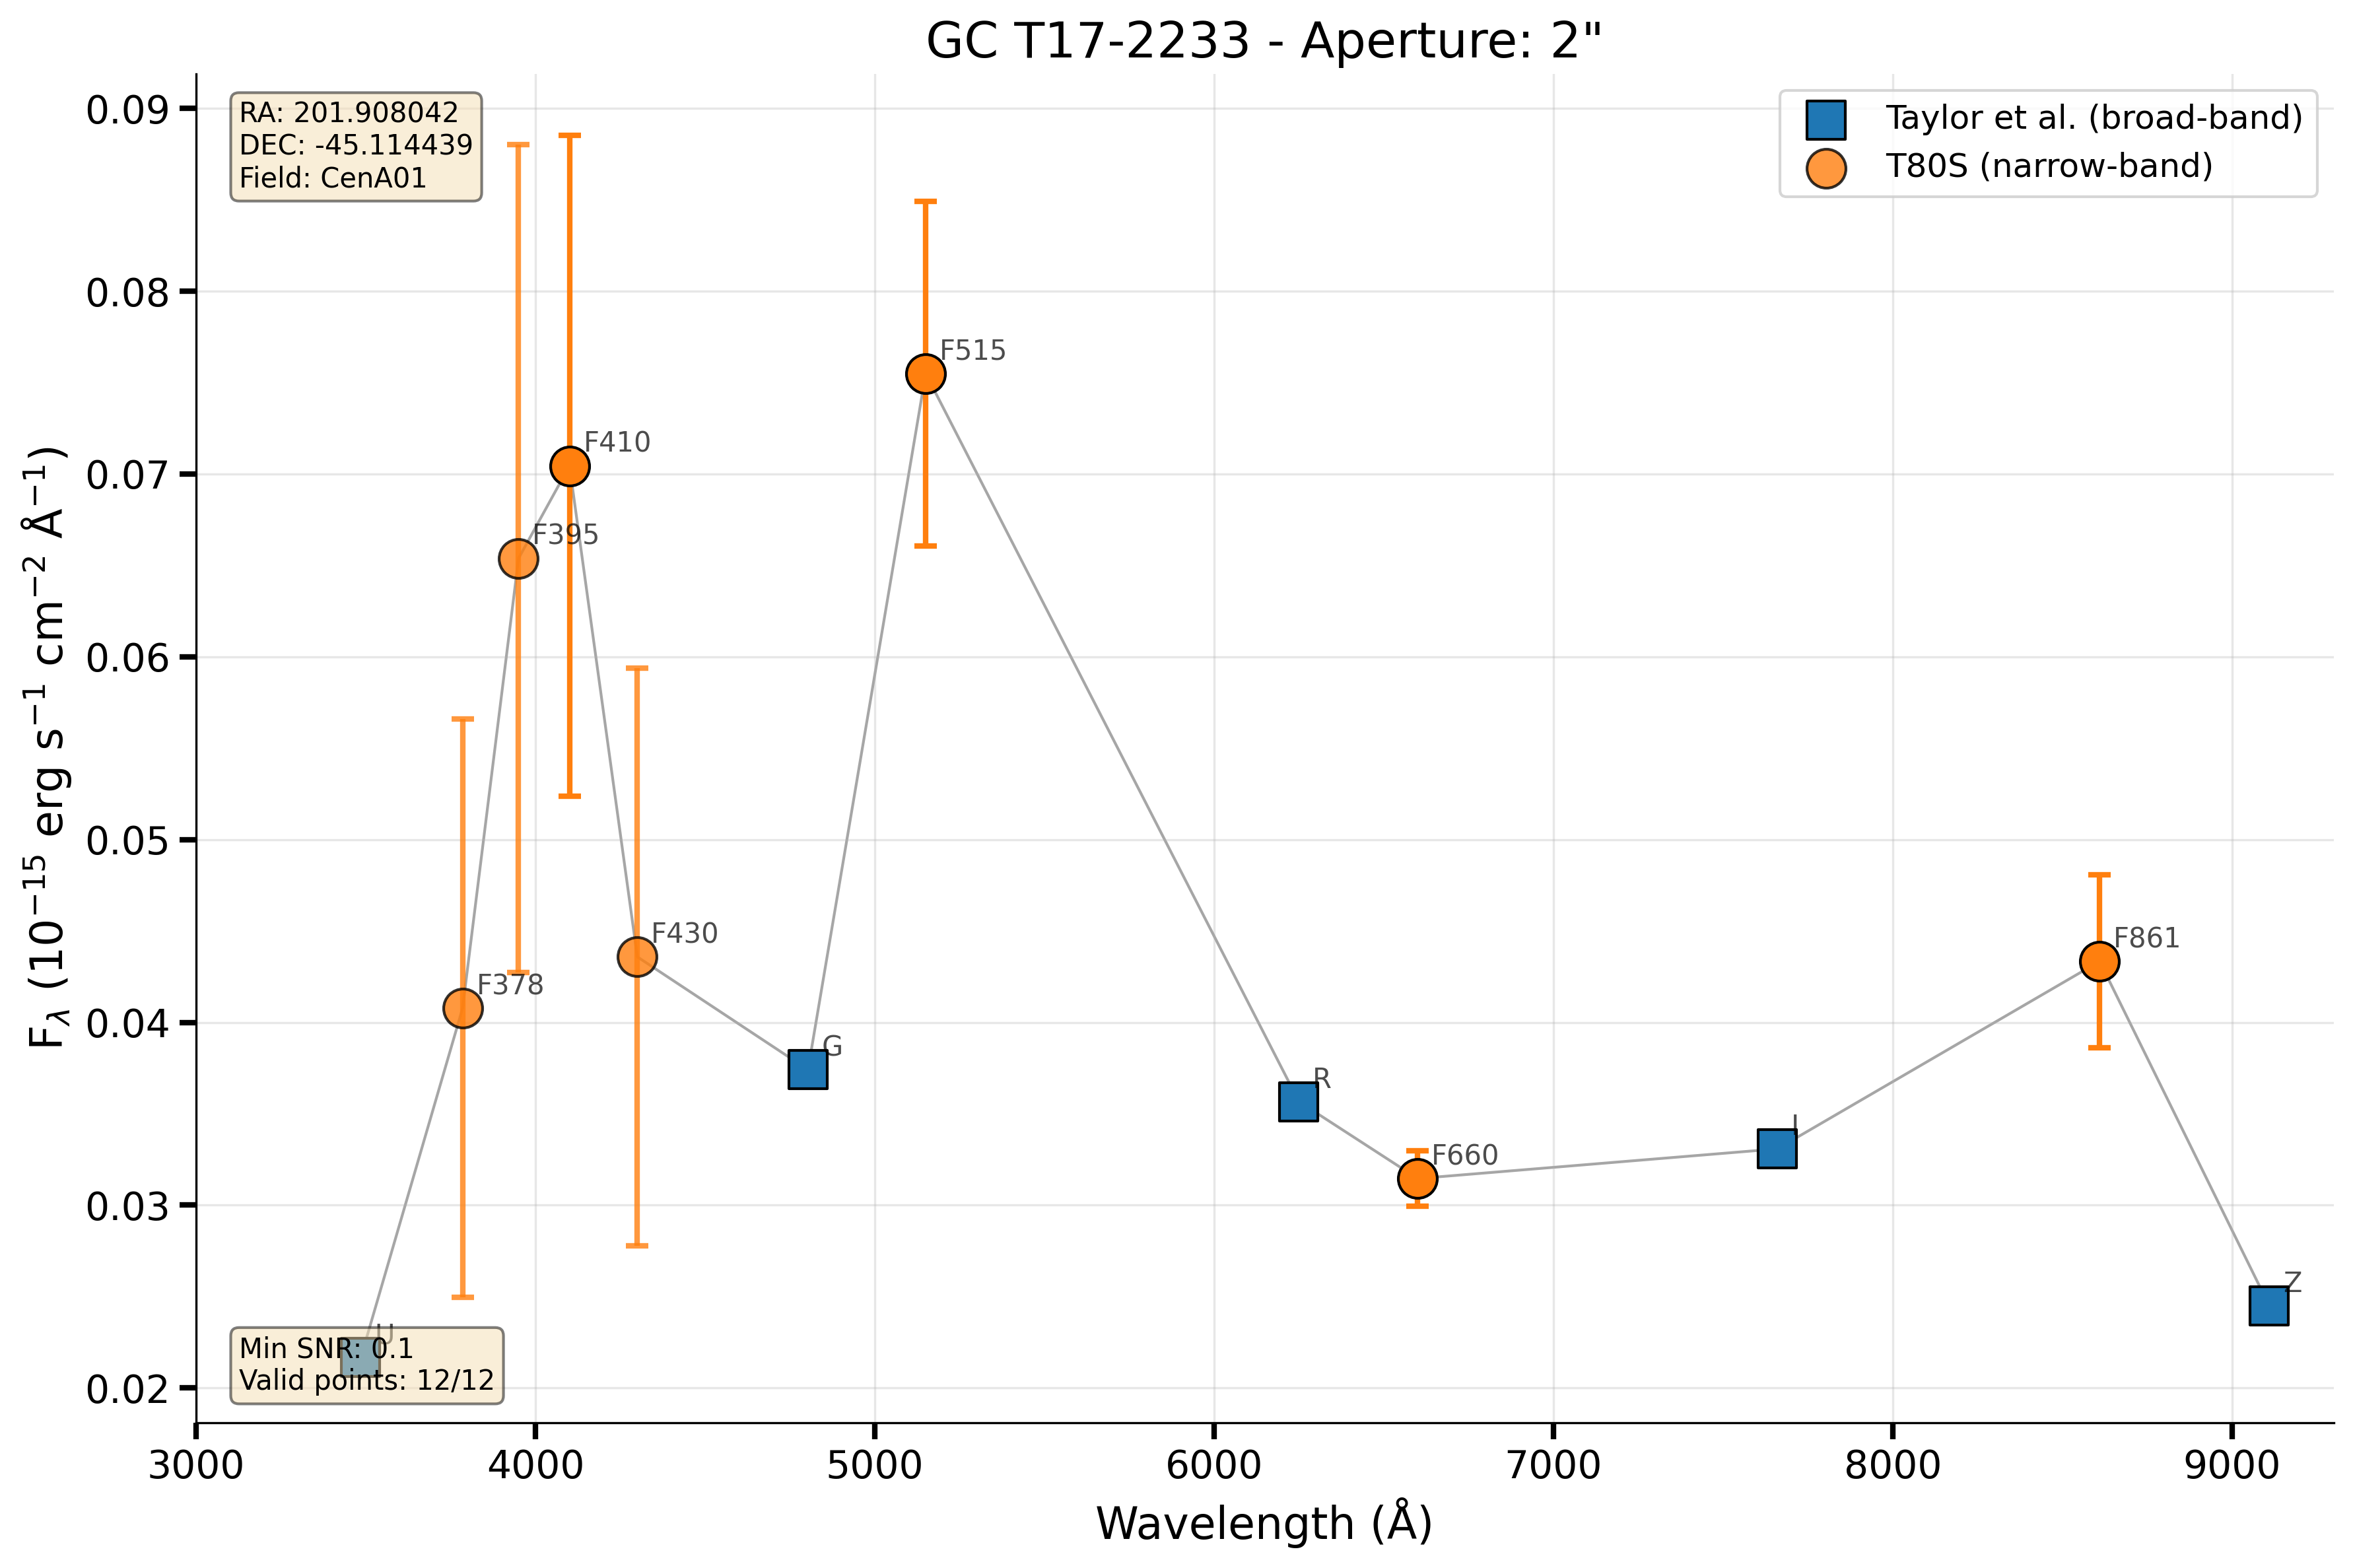 GC T17-2233 - Aperture: 2"
RA: 201.908042
DEC: -45.114439
Field: CenA01
Taylor et al. (broad-band)
T80S (narrow-band)
F_λ (10⁻¹⁵ erg s⁻¹ cm⁻² Å⁻¹)
0.09
0.08
0.07
0.06
0.05
0.04
0.03
0.02
F515
F410
F395
F430
F861
F378
G
R
I
F660
Z
U
Min SNR: 0.1
Valid points: 12/12
3000 4000 5000 6000 7000 8000 9000
Wavelength (Å)